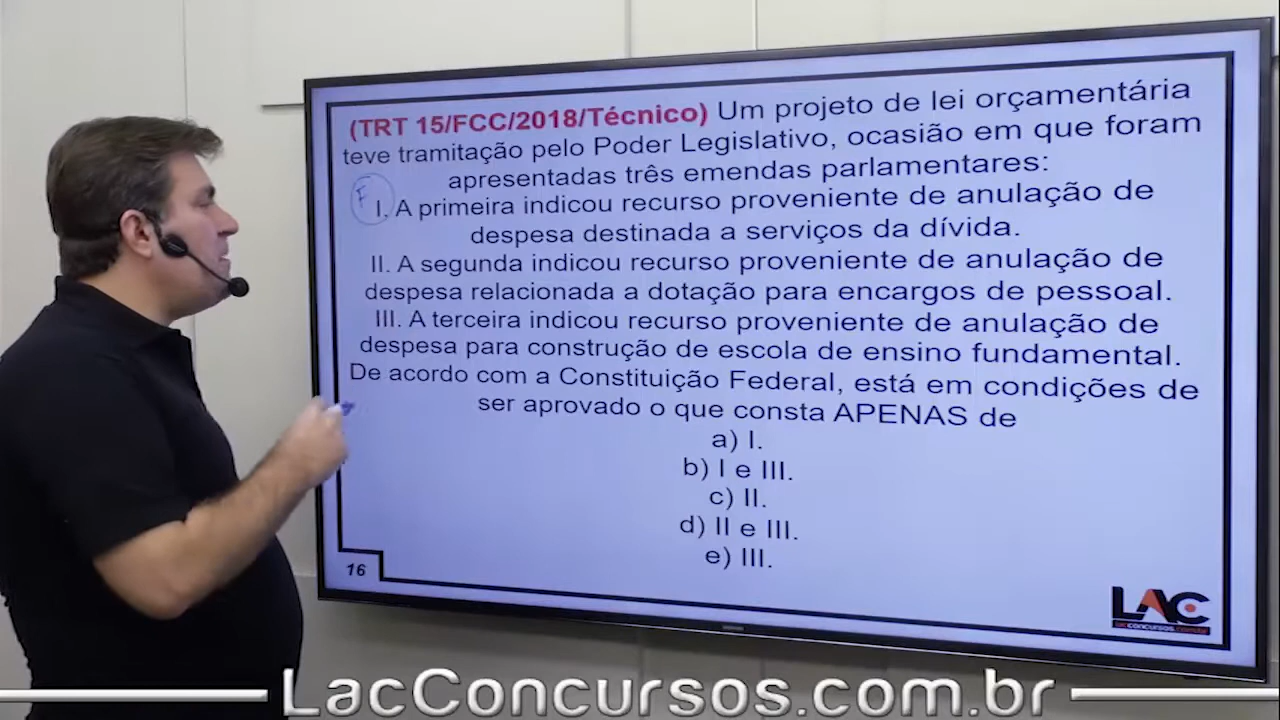 (TRT 15/FCC/2018/Técnico) Um projeto de lei orçamentária
teve tramitação pelo Poder Legislativo, ocasião em que foram
apresentadas três emendas parlamentares:
F
I. A primeira indicou recurso proveniente de anulação de
despesa destinada a serviços da dívida.
II. A segunda indicou recurso proveniente de anulação de
despesa relacionada a dotação para encargos de pessoal.
III. A terceira indicou recurso proveniente de anulação de
despesa para construção de escola de ensino fundamental.
De acordo com a Constituição Federal, está em condições de
ser aprovado o que consta APENAS de
a) I.
b) I e III.
c) II.
d) II e III.
e) III.
16
LAC
lacconcursos.com.br
LacConcursos.com.br